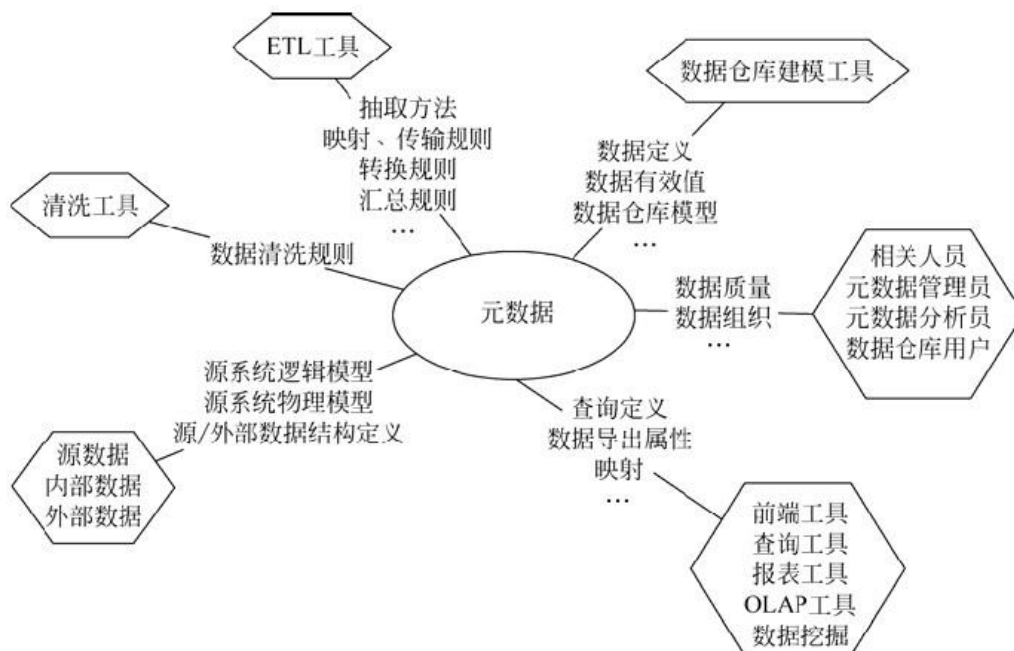 ETL工具
抽取方法
映射、传输规则
转换规则
汇总规则
…
数据仓库建模工具
数据定义
数据有效值
数据仓库模型
…
清洗工具
数据清洗规则
元数据
数据质量
数据组织
…
相关人员
元数据管理员
元数据分析员
数据仓库用户
源系统逻辑模型
源系统物理模型
源/外部数据结构定义
源数据
内部数据
外部数据
查询定义
数据导出属性
映射
…
前端工具
查询工具
报表工具
OLAP工具
数据挖掘